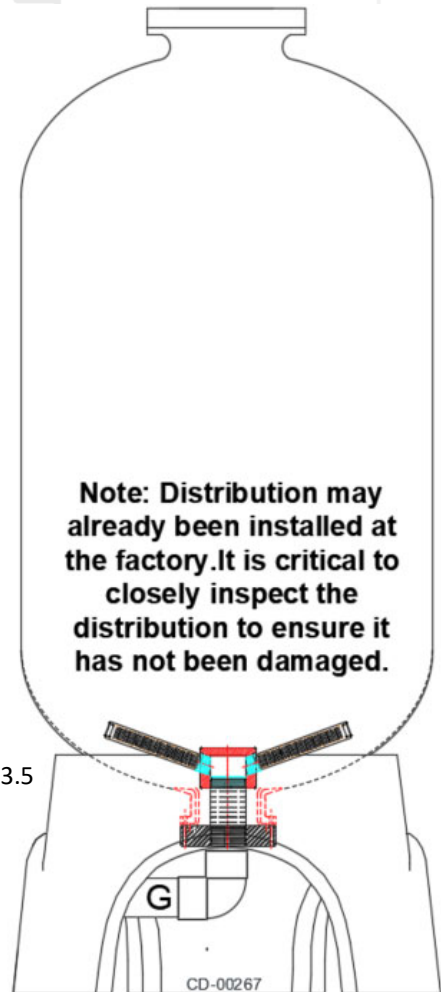 Note: Distribution may
already been installed at
the factory.It is critical to
closely inspect the
distribution to ensure it
has not been damaged.
3.5
G
CD-00267